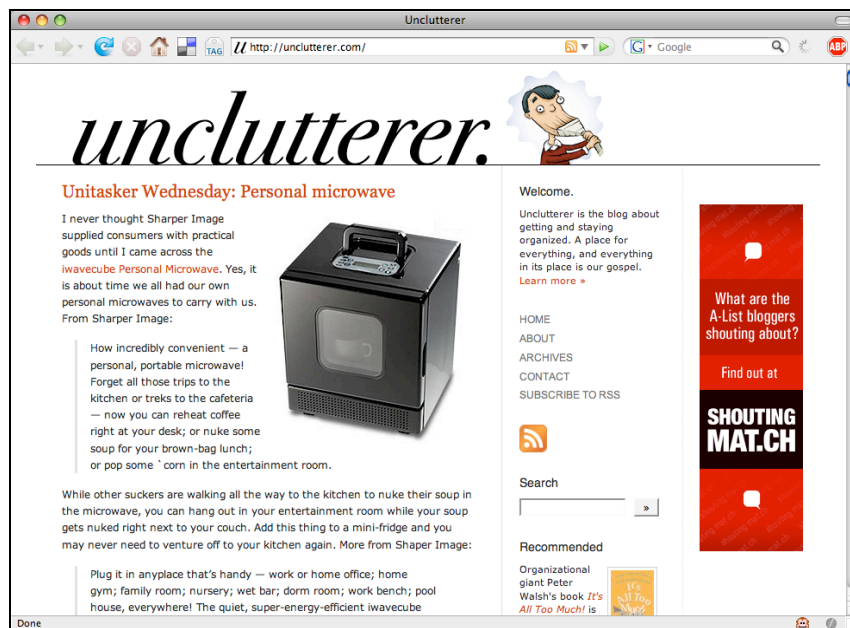 Unclutterer
TAG
http://unclutterer.com/
G
Google
ABP
unclutterer.
Unitasker Wednesday: Personal microwave
I never thought Sharper Image
supplied consumers with practical
goods until I came across the
iwavecube Personal Microwave. Yes, it
is about time we all had our own
personal microwaves to carry with us.
From Sharper Image:
How incredibly convenient — a
personal, portable microwave!
Forget all those trips to the
kitchen or treks to the cafeteria
— now you can reheat coffee
right at your desk; or nuke some
soup for your brown-bag lunch;
or pop some `corn in the entertainment room.
While other suckers are walking all the way to the kitchen to nuke their soup in
the microwave, you can hang out in your entertainment room while your soup
gets nuked right next to your couch. Add this thing to a mini-fridge and you
may never need to venture off to your kitchen again. More from Shaper Image:
Plug it in anyplace that's handy — work or home office; home
gym; family room; nursery; wet bar; dorm room; work bench; pool
house, everywhere! The quiet, super-energy-efficient iwavecube
Welcome.
Unclutterer is the blog about
getting and staying
organized. A place for
everything, and everything
in its place is our gospel.
Learn more »
HOME
ABOUT
ARCHIVES
CONTACT
SUBSCRIBE TO RSS
Search
»
Recommended
Organizational
giant Peter
Walsh's book It's
All Too Much! is
It's
All Too
Much
What are the
A-List bloggers
shouting about?
Find out at
SHOUTING
MAT.CH
Done